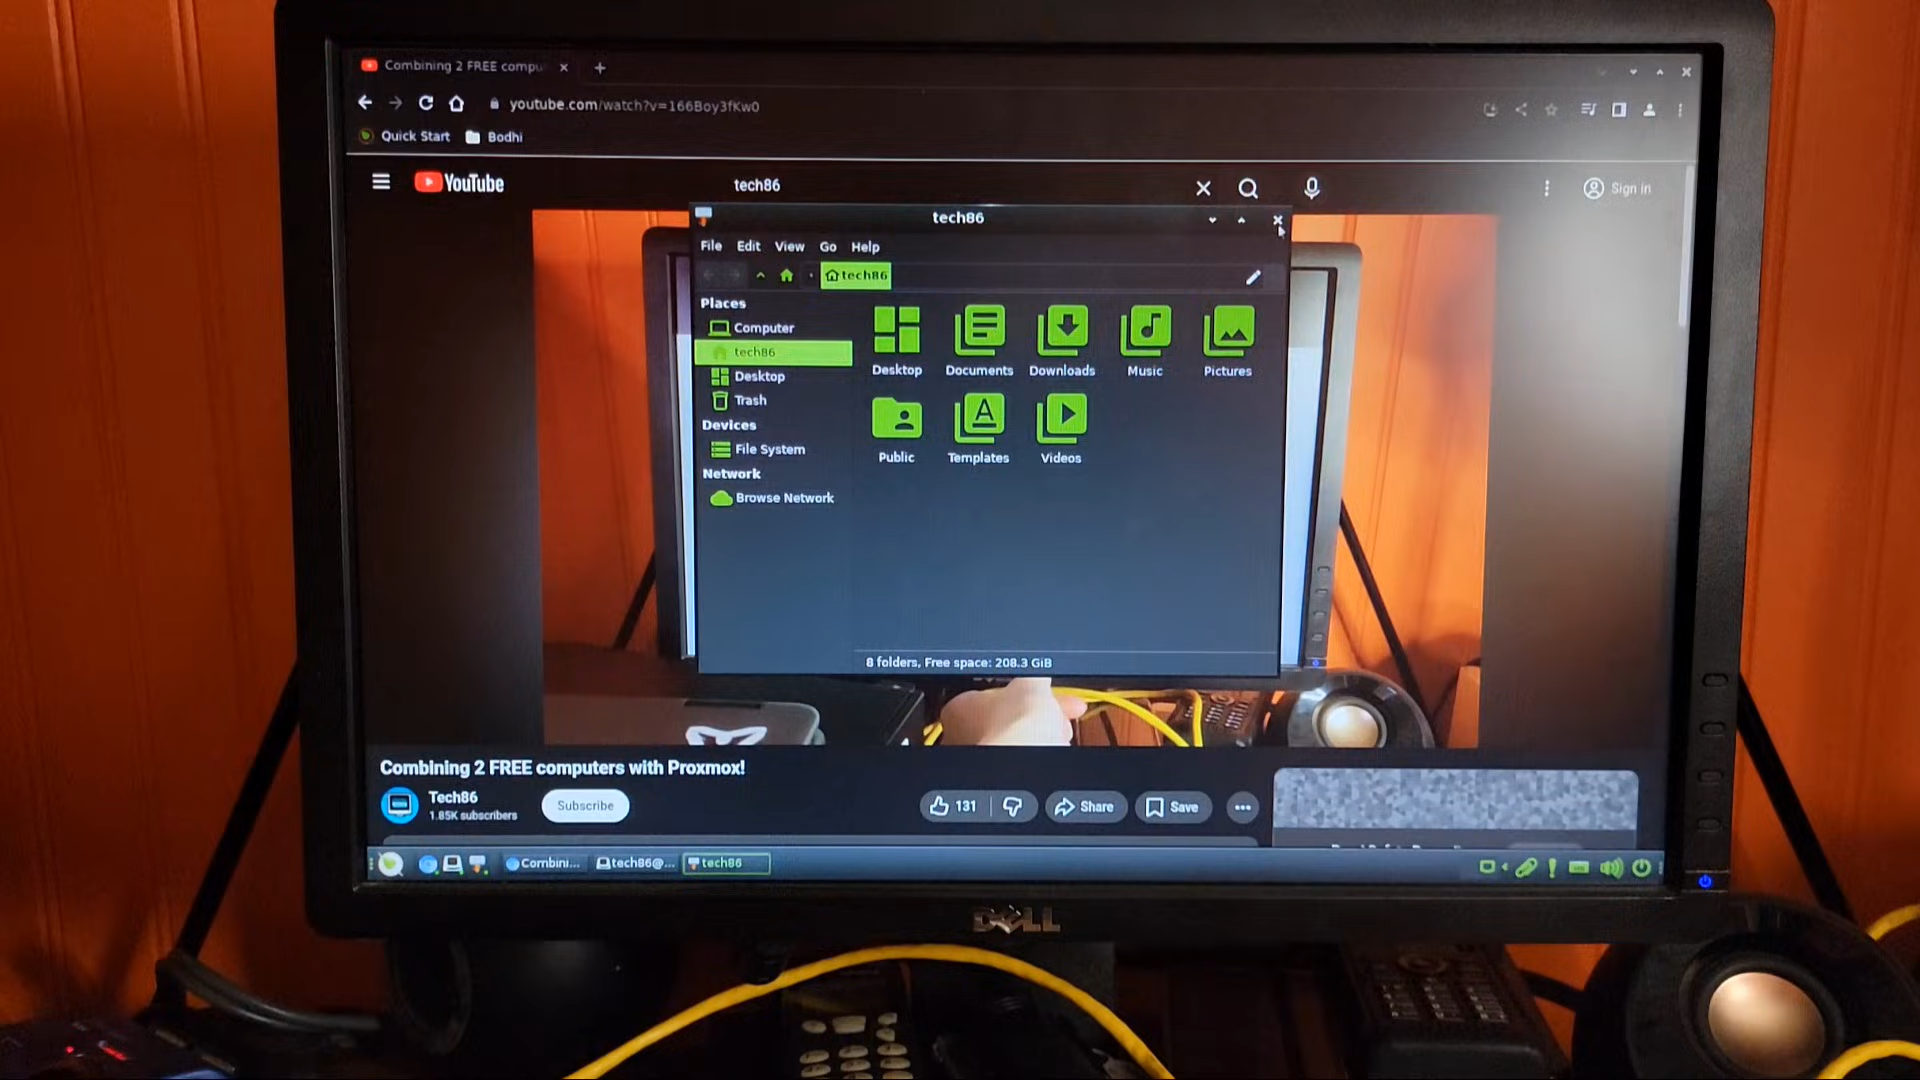 Combining 2 FREE compu
youtube.com/watch?v=166Boy3fKw0
Quick Start Bodhi
YouTube
tech86
Sign in
tech86
File Edit View Go Help
tech86
Places
Computer
tech86
Desktop
Trash
Devices
File System
Network
Browse Network
Desktop Documents Downloads Music Pictures
Public Templates Videos
8 folders, Free space: 208.3 GiB
Combining 2 FREE computers with Proxmox!
Tech86
1.85K subscribers
Subscribe
131
Share
Save
Combini...
tech86@...
tech86
DELL